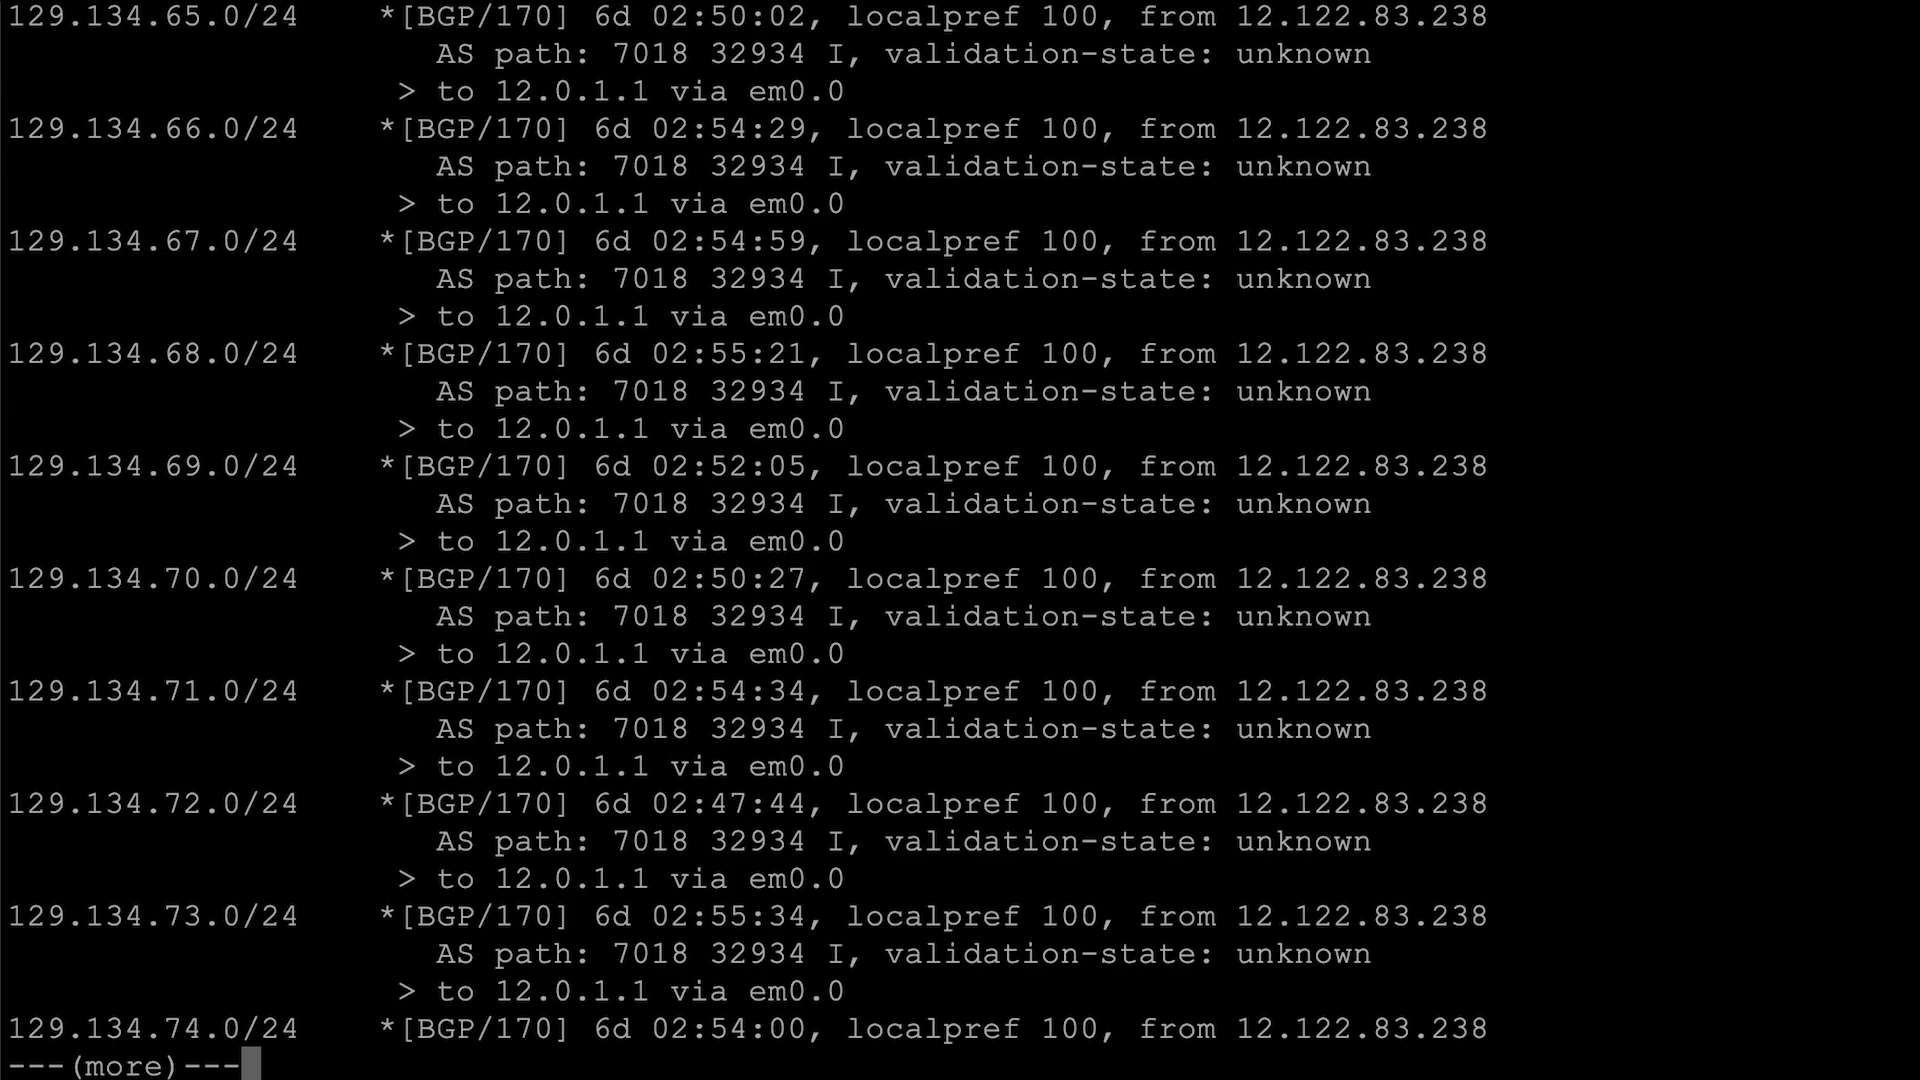 129.134.65.0/24    *[BGP/170] 6d 02:50:02, localpref 100, from 12.122.83.238
AS path: 7018 32934 I, validation-state: unknown
> to 12.0.1.1 via em0.0
129.134.66.0/24    *[BGP/170] 6d 02:54:29, localpref 100, from 12.122.83.238
AS path: 7018 32934 I, validation-state: unknown
> to 12.0.1.1 via em0.0
129.134.67.0/24    *[BGP/170] 6d 02:54:59, localpref 100, from 12.122.83.238
AS path: 7018 32934 I, validation-state: unknown
> to 12.0.1.1 via em0.0
129.134.68.0/24    *[BGP/170] 6d 02:55:21, localpref 100, from 12.122.83.238
AS path: 7018 32934 I, validation-state: unknown
> to 12.0.1.1 via em0.0
129.134.69.0/24    *[BGP/170] 6d 02:52:05, localpref 100, from 12.122.83.238
AS path: 7018 32934 I, validation-state: unknown
> to 12.0.1.1 via em0.0
129.134.70.0/24    *[BGP/170] 6d 02:50:27, localpref 100, from 12.122.83.238
AS path: 7018 32934 I, validation-state: unknown
> to 12.0.1.1 via em0.0
129.134.71.0/24    *[BGP/170] 6d 02:54:34, localpref 100, from 12.122.83.238
AS path: 7018 32934 I, validation-state: unknown
> to 12.0.1.1 via em0.0
129.134.72.0/24    *[BGP/170] 6d 02:47:44, localpref 100, from 12.122.83.238
AS path: 7018 32934 I, validation-state: unknown
> to 12.0.1.1 via em0.0
129.134.73.0/24    *[BGP/170] 6d 02:55:34, localpref 100, from 12.122.83.238
AS path: 7018 32934 I, validation-state: unknown
> to 12.0.1.1 via em0.0
129.134.74.0/24    *[BGP/170] 6d 02:54:00, localpref 100, from 12.122.83.238
---(more)---